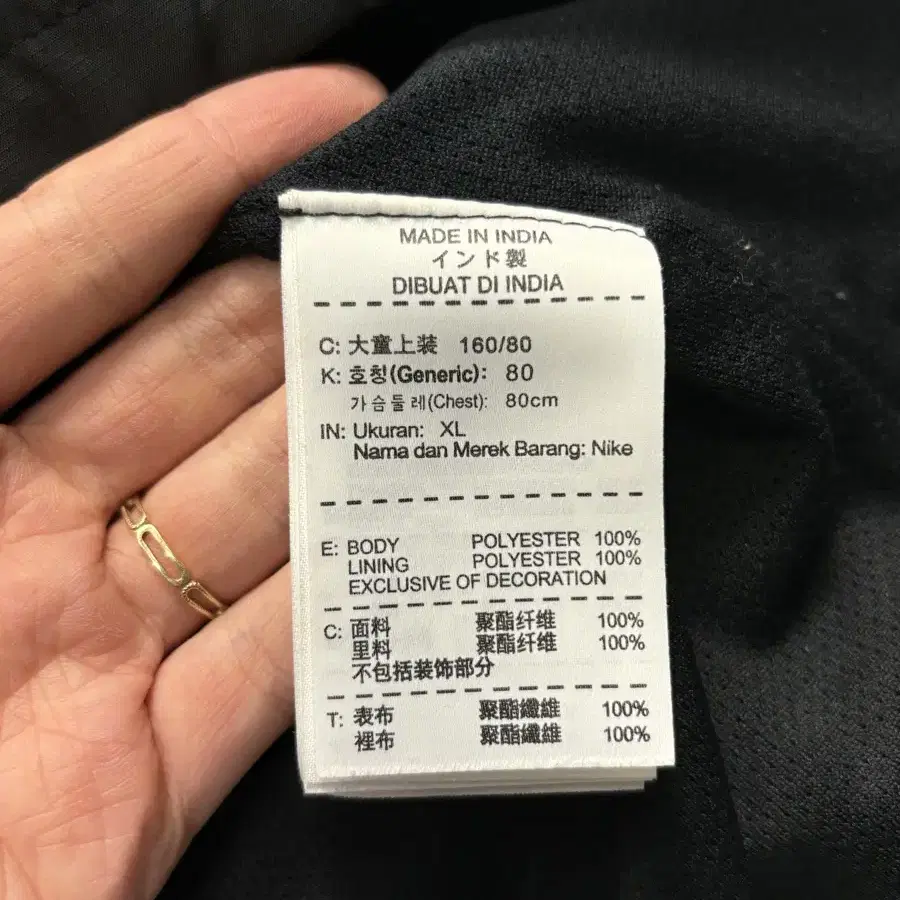 MADE IN INDIA
インド製
DIBUAT DI INDIA
C: 大童上装 160/80
K: 호칭(Generic): 80
가슴둘레(Chest): 80cm
IN: Ukuran: XL
Nama dan Merek Barang: Nike
E: BODY POLYESTER 100%
LINING POLYESTER 100%
EXCLUSIVE OF DECORATION
C: 面料 聚酯纤维 100%
里料 聚酯纤维 100%
不包括装饰部分
T: 表布 聚酯纖維 100%
裡布 聚酯纖維 100%